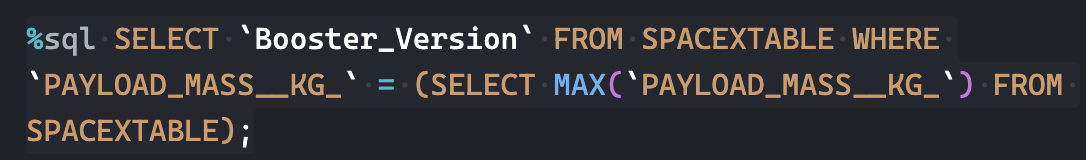 %sql SELECT `Booster_Version` FROM SPACEXTABLE WHERE
`PAYLOAD_MASS__KG_` = (SELECT MAX(`PAYLOAD_MASS__KG_`) FROM
SPACEXTABLE);